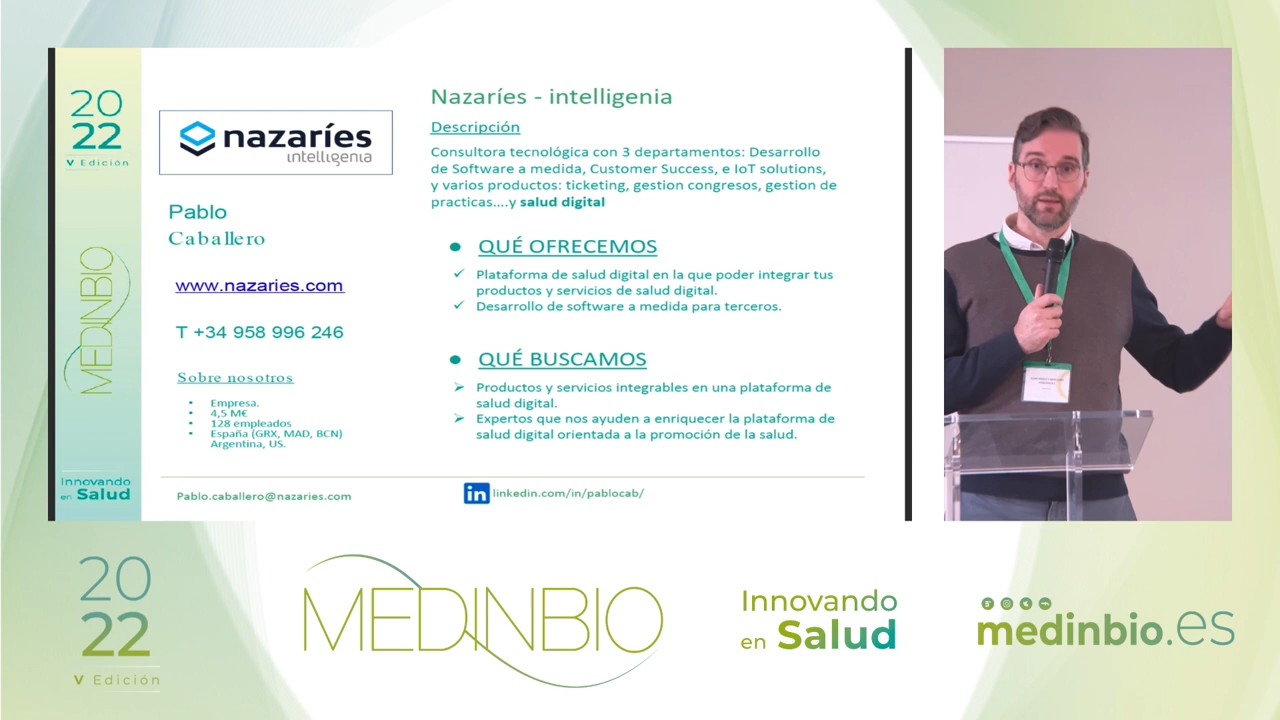 20
22
V Edición
MEDINBIO
Innovando
en Salud
nazaríes
intelligenia
Pablo
Caballero
www.nazaries.com
T +34 958 996 246
Sobre nosotros
• Empresa.
• 4,5 M€
• 128 empleados
• España (GRX, MAD, BCN)
Argentina, US.
Pablo.caballero@nazaries.com
Nazaríes - intelligenia
Descripción
Consultora tecnológica con 3 departamentos: Desarrollo
de Software a medida, Customer Success, e IoT solutions,
y varios productos: ticketing, gestion congresos, gestion de
practicas....y salud digital
● QUÉ OFRECEMOS
✓ Plataforma de salud digital en la que poder integrar tus
productos y servicios de salud digital.
✓ Desarrollo de software a medida para terceros.
● QUÉ BUSCAMOS
➢ Productos y servicios integrables en una plataforma de
salud digital.
➢ Expertos que nos ayuden a enriquecer la plataforma de
salud digital orientada a la promoción de la salud.
in linkedin.com/in/pablocab/
20
22
V Edición
MEDINBIO
Innovando
en Salud
medinbio.es